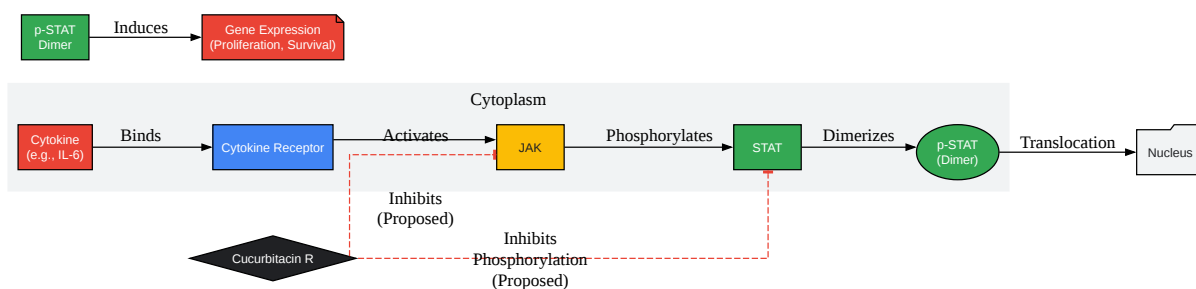 p-STAT
Dimer
Induces
Gene Expression
(Proliferation, Survival)
Cytoplasm
Cytokine
(e.g., IL-6)
Binds
Cytokine Receptor
Activates
JAK
Phosphorylates
STAT
Dimerizes
p-STAT
(Dimer)
Translocation
Nucleus
Inhibits
(Proposed)
Cucurbitacin R
Inhibits
Phosphorylation
(Proposed)